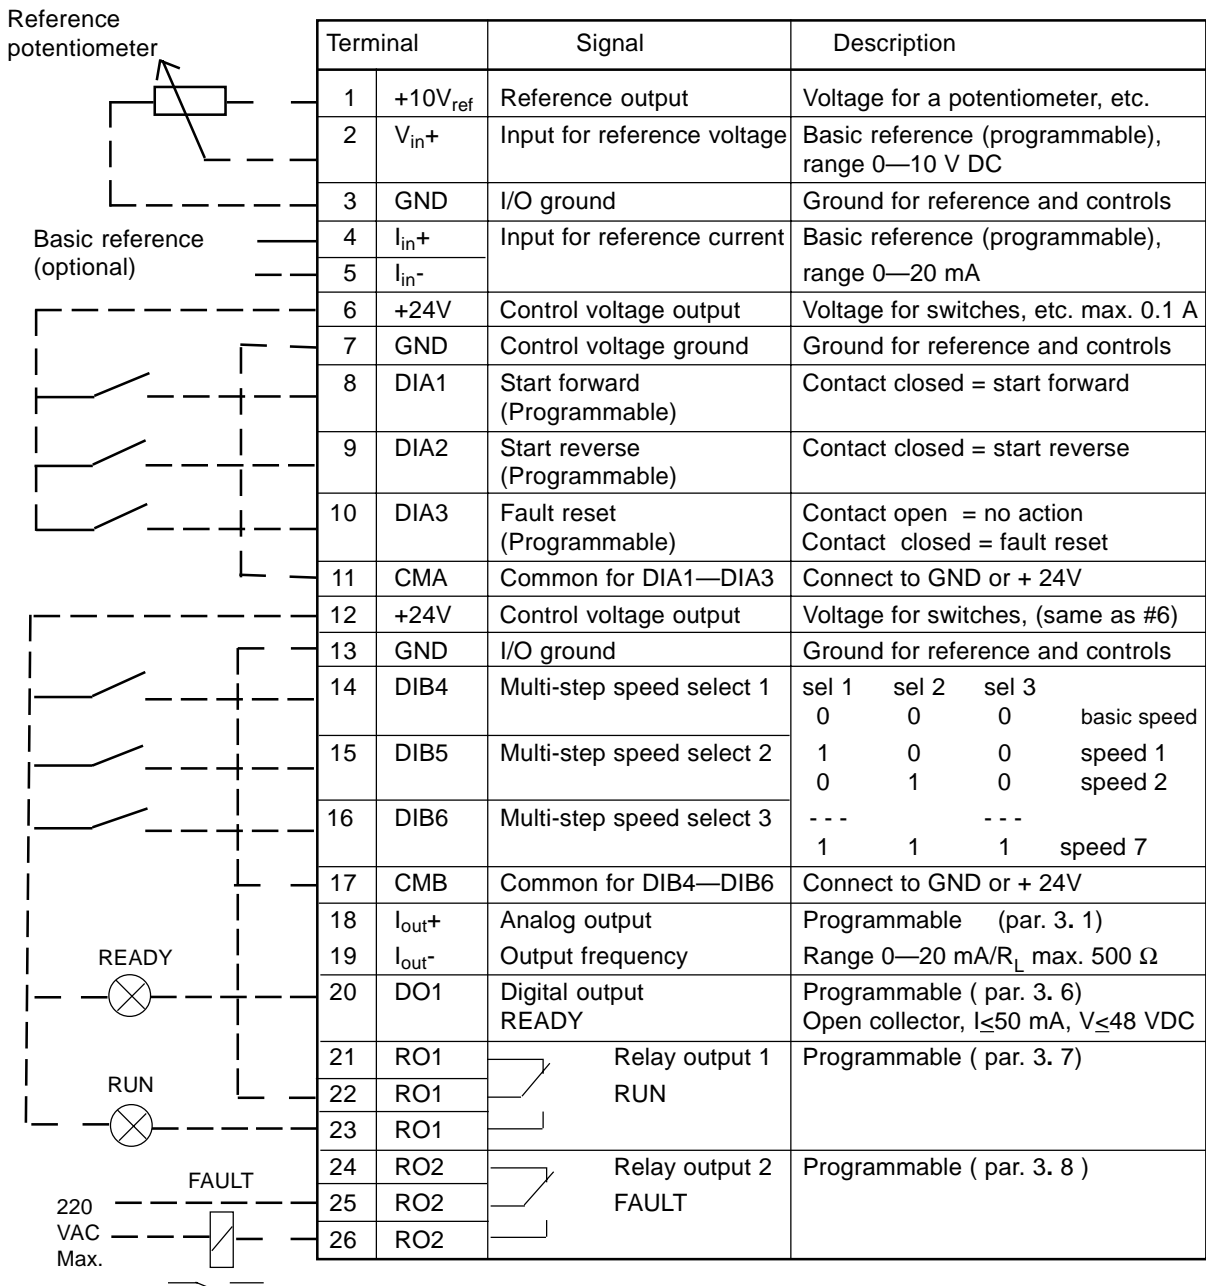 Reference
potentiometer
Terminal Signal Description
1 +10Vref Reference output Voltage for a potentiometer, etc.
2 Vin+ Input for reference voltage Basic reference (programmable),
range 0—10 V DC
3 GND I/O ground Ground for reference and controls
Basic reference
(optional)
4 Iin+ Input for reference current Basic reference (programmable),
5 Iin- range 0—20 mA
6 +24V Control voltage output Voltage for switches, etc. max. 0.1 A
7 GND Control voltage ground Ground for reference and controls
8 DIA1 Start forward Contact closed = start forward
(Programmable)
9 DIA2 Start reverse Contact closed = start reverse
(Programmable)
10 DIA3 Fault reset Contact open = no action
(Programmable) Contact closed = fault reset
11 CMA Common for DIA1—DIA3 Connect to GND or + 24V
12 +24V Control voltage output Voltage for switches, (same as #6)
13 GND I/O ground Ground for reference and controls
14 DIB4 Multi-step speed select 1 sel 1 sel 2 sel 3
0 0 0 basic speed
15 DIB5 Multi-step speed select 2 1 0 0 speed 1
0 1 0 speed 2
16 DIB6 Multi-step speed select 3 - - - - - -
1 1 1 speed 7
17 CMB Common for DIB4—DIB6 Connect to GND or + 24V
18 Iout+ Analog output Programmable (par. 3. 1)
19 Iout- Output frequency Range 0—20 mA/RL max. 500 Ω
READY
20 DO1 Digital output Programmable ( par. 3. 6)
READY Open collector, I≤50 mA, V≤48 VDC
21 RO1 Relay output 1 Programmable ( par. 3. 7)
RUN
22 RO1 RUN
23 RO1
24 RO2 Relay output 2 Programmable ( par. 3. 8 )
FAULT
25 RO2 FAULT
220
VAC
Max.
26 RO2